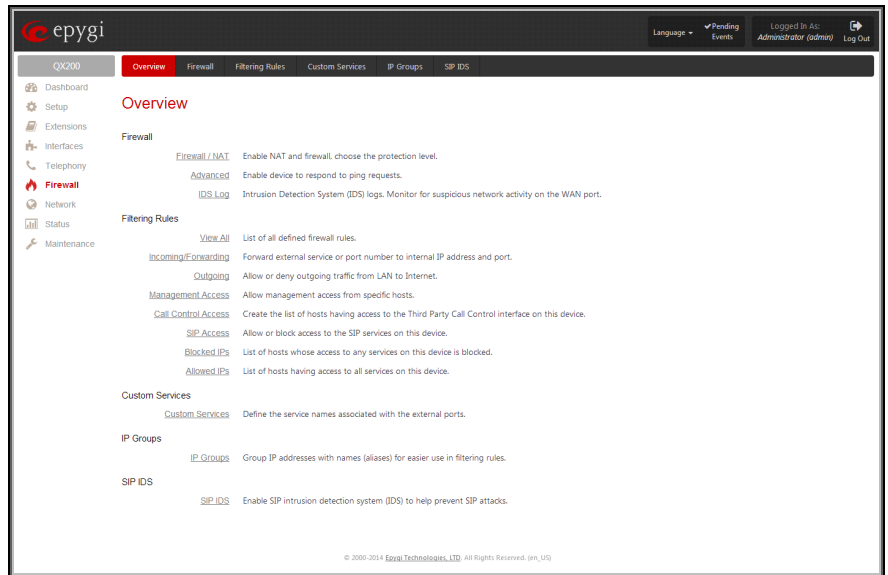 epygi
Language
Pending Events
Logged In As:
Administrator (admin)
Log Out
QX200
Overview Firewall Filtering Rules Custom Services IP Groups SIP IDS
Dashboard
Setup
Extensions
Interfaces
Telephony
Firewall
Network
Status
Maintenance
Overview
Firewall
Firewall / NAT Enable NAT and firewall, choose the protection level.
Advanced Enable device to respond to ping requests.
IDS Log Intrusion Detection System (IDS) logs. Monitor for suspicious network activity on the WAN port.
Filtering Rules
View All List of all defined firewall rules.
Incoming/Forwarding Forward external service or port number to internal IP address and port.
Outgoing Allow or deny outgoing traffic from LAN to Internet.
Management Access Allow management access from specific hosts.
Call Control Access Create the list of hosts having access to the Third Party Call Control interface on this device.
SIP Access Allow or block access to the SIP services on this device.
Blocked IPs List of hosts whose access to any services on this device is blocked.
Allowed IPs List of hosts having access to all services on this device.
Custom Services
Custom Services Define the service names associated with the external ports.
IP Groups
IP Groups Group IP addresses with names (aliases) for easier use in filtering rules.
SIP IDS
SIP IDS Enable SIP intrusion detection system (IDS) to help prevent SIP attacks.
© 2000-2014 Epygi Technologies, LTD. All Rights Reserved. (en_US)